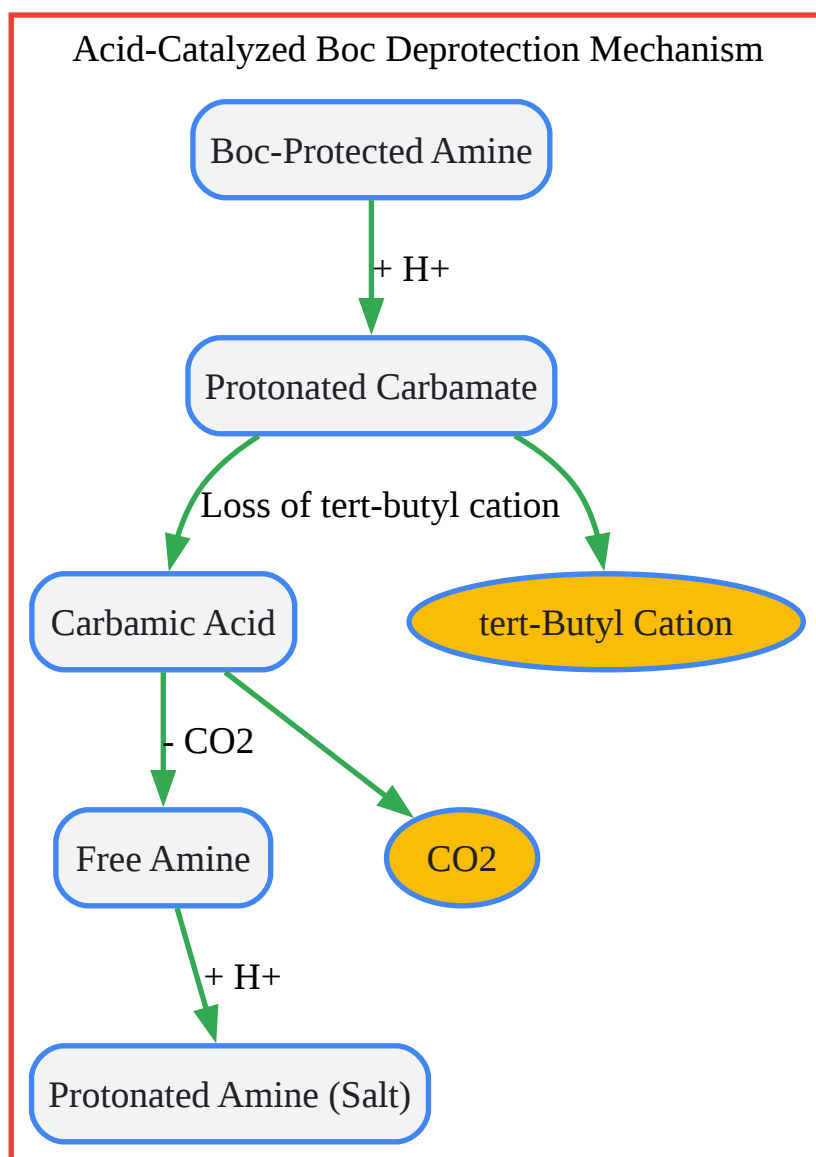 Acid-Catalyzed Boc Deprotection Mechanism
Boc-Protected Amine
+ H+
Protonated Carbamate
Loss of tert-butyl cation
Carbamic Acid
tert-Butyl Cation
- CO2
Free Amine
CO2
+ H+
Protonated Amine (Salt)